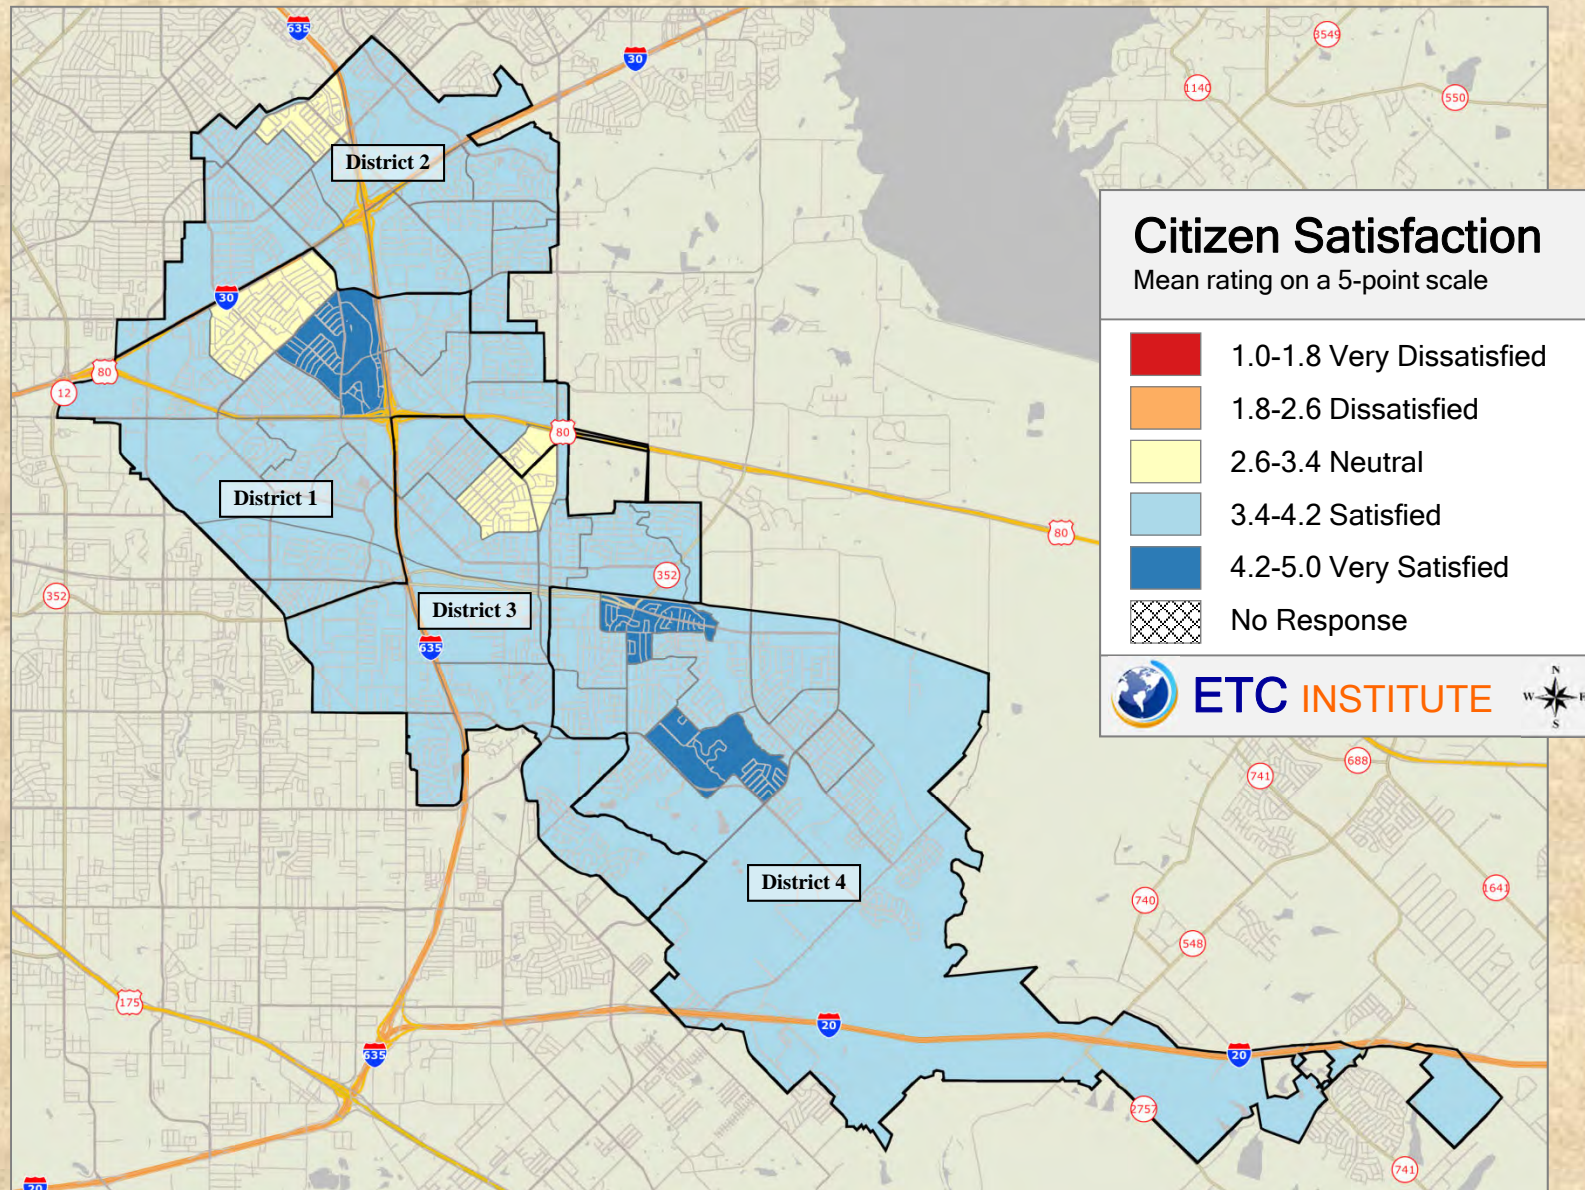 635
30
3549
1140
550
District 2
Citizen Satisfaction
Mean rating on a 5-point scale
30
80
12
1.0-1.8 Very Dissatisfied
1.8-2.6 Dissatisfied
80
2.6-3.4 Neutral
District 1
3.4-4.2 Satisfied
80
352
4.2-5.0 Very Satisfied
352
District 3
No Response
635
ETC INSTITUTE
N
W
E
S
688
741
District 4
1641
740
548
175
20
635
20
2757
741
20